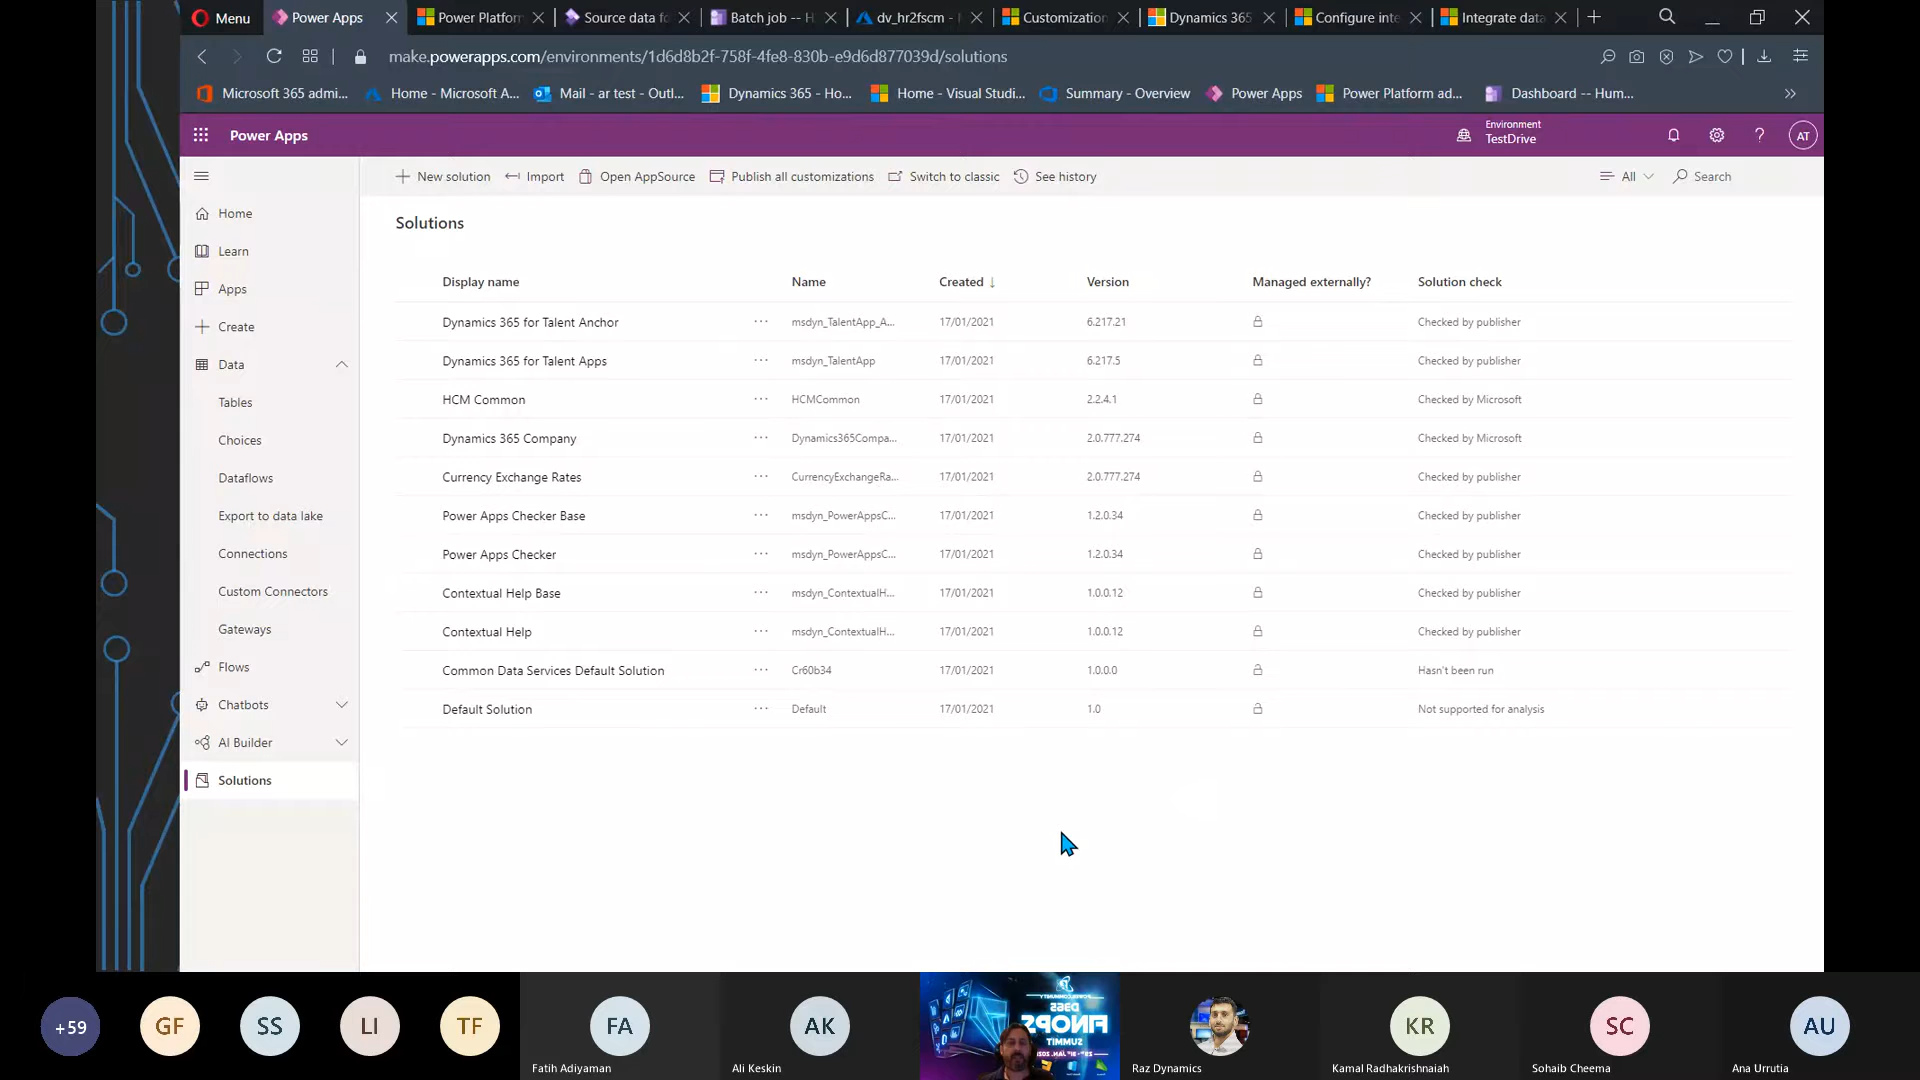 Menu
Power Apps
Power Platform
Source data fo
Batch job -- H
dv_hr2fscm -
Customization
Dynamics 365
Configure inte
Integrate data
make.powerapps.com/environments/1d6d8b2f-758f-4fe8-830b-e9d6d877039d/solutions
Microsoft 365 admi...
Home - Microsoft A...
Mail - ar test - Outl...
Dynamics 365 - Ho...
Home - Visual Studi...
Summary - Overview
Power Apps
Power Platform ad...
Dashboard -- Hum...
Power Apps
Environment
TestDrive
AT
New solution
Import
Open AppSource
Publish all customizations
Switch to classic
See history
All
Search
Home
Learn
Apps
Create
Data
Tables
Choices
Dataflows
Export to data lake
Connections
Custom Connectors
Gateways
Flows
Chatbots
AI Builder
Solutions
Solutions
Display name Name Created ↓ Version Managed externally? Solution check
Dynamics 365 for Talent Anchor ... msdyn_TalentApp_A... 17/01/2021 6.217.21 Checked by publisher
Dynamics 365 for Talent Apps ... msdyn_TalentApp 17/01/2021 6.217.5 Checked by publisher
HCM Common ... HCMCommon 17/01/2021 2.2.4.1 Checked by Microsoft
Dynamics 365 Company ... Dynamics365Compa... 17/01/2021 2.0.777.274 Checked by Microsoft
Currency Exchange Rates ... CurrencyExchangeRa... 17/01/2021 2.0.777.274 Checked by publisher
Power Apps Checker Base ... msdyn_PowerAppsC... 17/01/2021 1.2.0.34 Checked by publisher
Power Apps Checker ... msdyn_PowerAppsC... 17/01/2021 1.2.0.34 Checked by publisher
Contextual Help Base ... msdyn_ContextualH... 17/01/2021 1.0.0.12 Checked by publisher
Contextual Help ... msdyn_ContextualH... 17/01/2021 1.0.0.12 Checked by publisher
Common Data Services Default Solution ... Cr60b34 17/01/2021 1.0.0.0 Hasn't been run
Default Solution ... Default 17/01/2021 1.0 Not supported for analysis
+59
GF
SS
LI
TF
FA
Fatih Adiyaman
AK
Ali Keskin
D365
FINOPS
SUMMIT
Raz Dynamics
KR
Kamal Radhakrishnaiah
SC
Sohaib Cheema
AU
Ana Urrutia